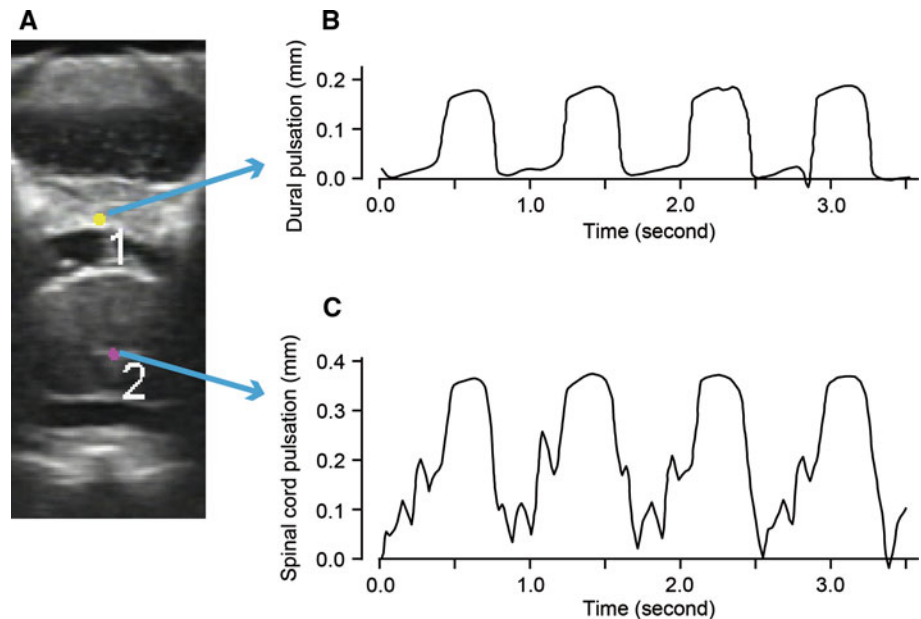 A
1
2
B
Dural pulsation (mm)
0.2
0.1
0.0
0.0 1.0 2.0 3.0
Time (second)
C
Spinal cord pulsation (mm)
0.4
0.3
0.2
0.1
0.0
0.0 1.0 2.0 3.0
Time (second)